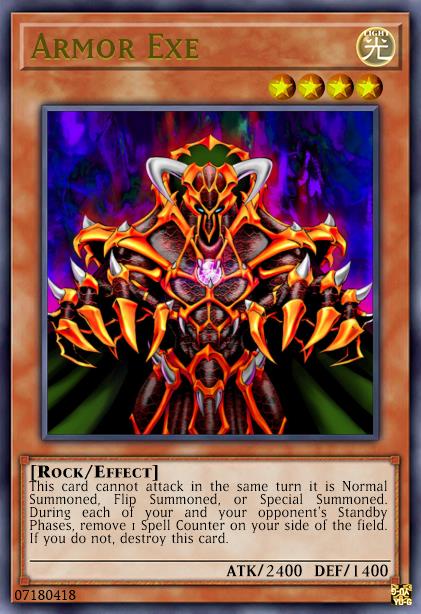 ARMOR EXE
LIGHT
光
[ROCK/EFFECT]
This card cannot attack in the same turn it is Normal
Summoned, Flip Summoned, or Special Summoned.
During each of your and your opponent's Standby
Phases, remove 1 Spell Counter on your side of the field.
If you do not, destroy this card.
ATK/2400 DEF/1400
07180418